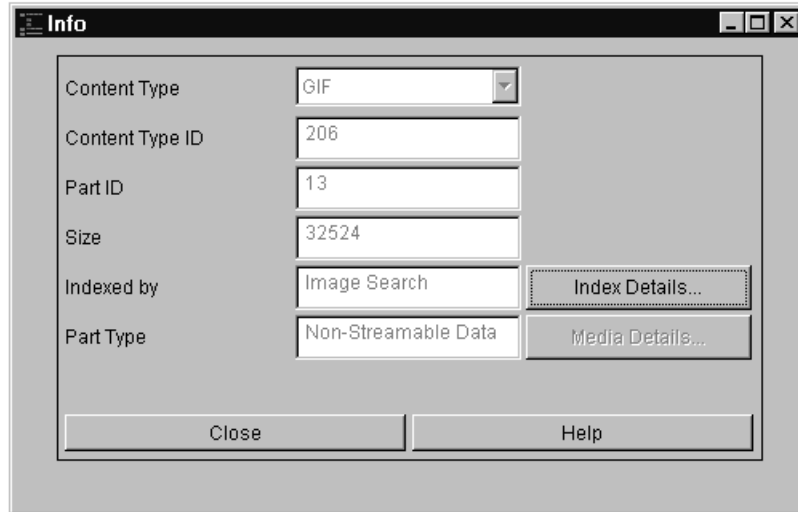 Info
Content Type GIF
Content Type ID 206
Part ID 13
Size 32524
Indexed by Image Search Index Details...
Part Type Non-Streamable Data Media Details...
Close Help